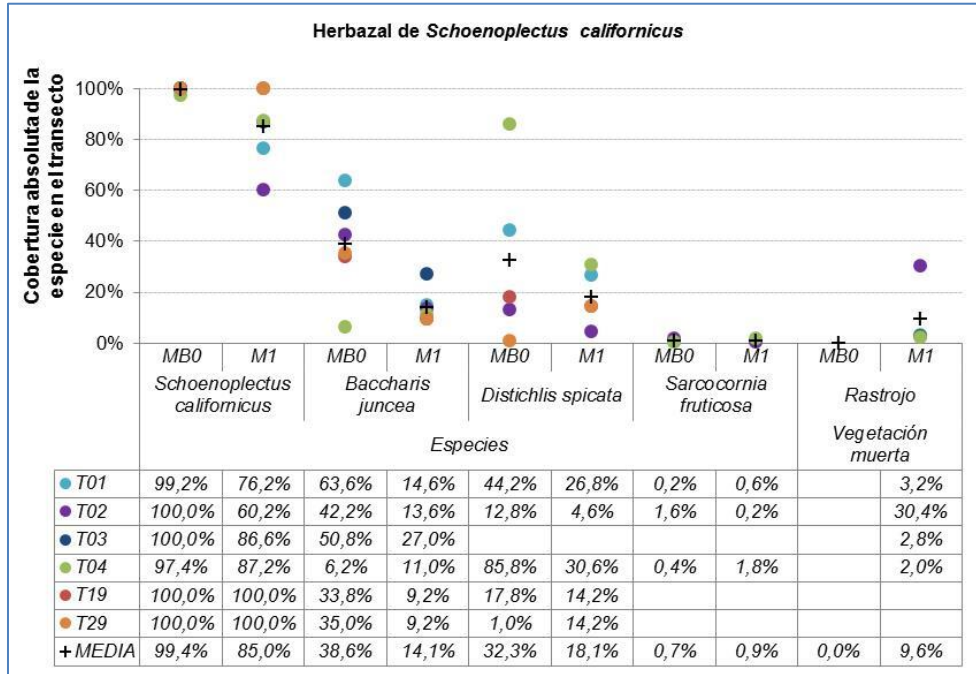 Herbazal de Schoenoplectus californicus
Cobertura absoluta de la
especie en el transecto
100%
80%
60%
40%
20%
0%
MB0 M1 MB0 M1 MB0 M1 MB0 M1 MB0 M1
Schoenoplectus californicus Baccharis juncea Distichlis spicata Sarcocornia fruticosa Rastrojo
Especies Vegetación muerta
T01 99,2% 76,2% 63,6% 14,6% 44,2% 26,8% 0,2% 0,6% 3,2%
T02 100,0% 60,2% 42,2% 13,6% 12,8% 4,6% 1,6% 0,2% 30,4%
T03 100,0% 86,6% 50,8% 27,0% 2,8%
T04 97,4% 87,2% 6,2% 11,0% 85,8% 30,6% 0,4% 1,8% 2,0%
T19 100,0% 100,0% 33,8% 9,2% 17,8% 14,2%
T29 100,0% 100,0% 35,0% 9,2% 1,0% 14,2%
+ MEDIA 99,4% 85,0% 38,6% 14,1% 32,3% 18,1% 0,7% 0,9% 0,0% 9,6%